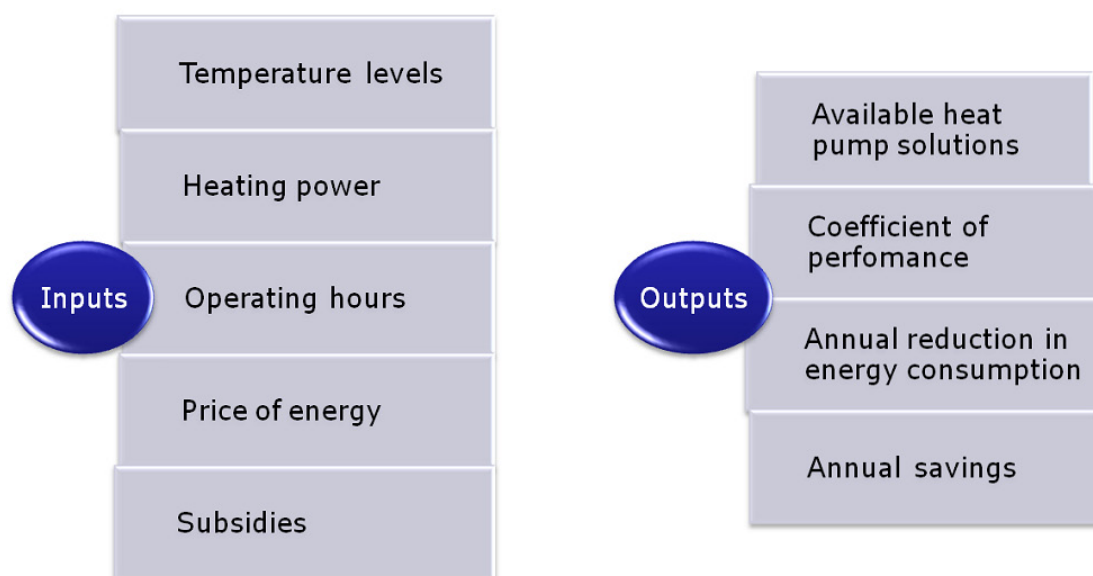 Inputs
Temperature levels
Heating power
Operating hours
Price of energy
Subsidies
Outputs
Available heat
pump solutions
Coefficient of
perfomance
Annual reduction in
energy consumption
Annual savings